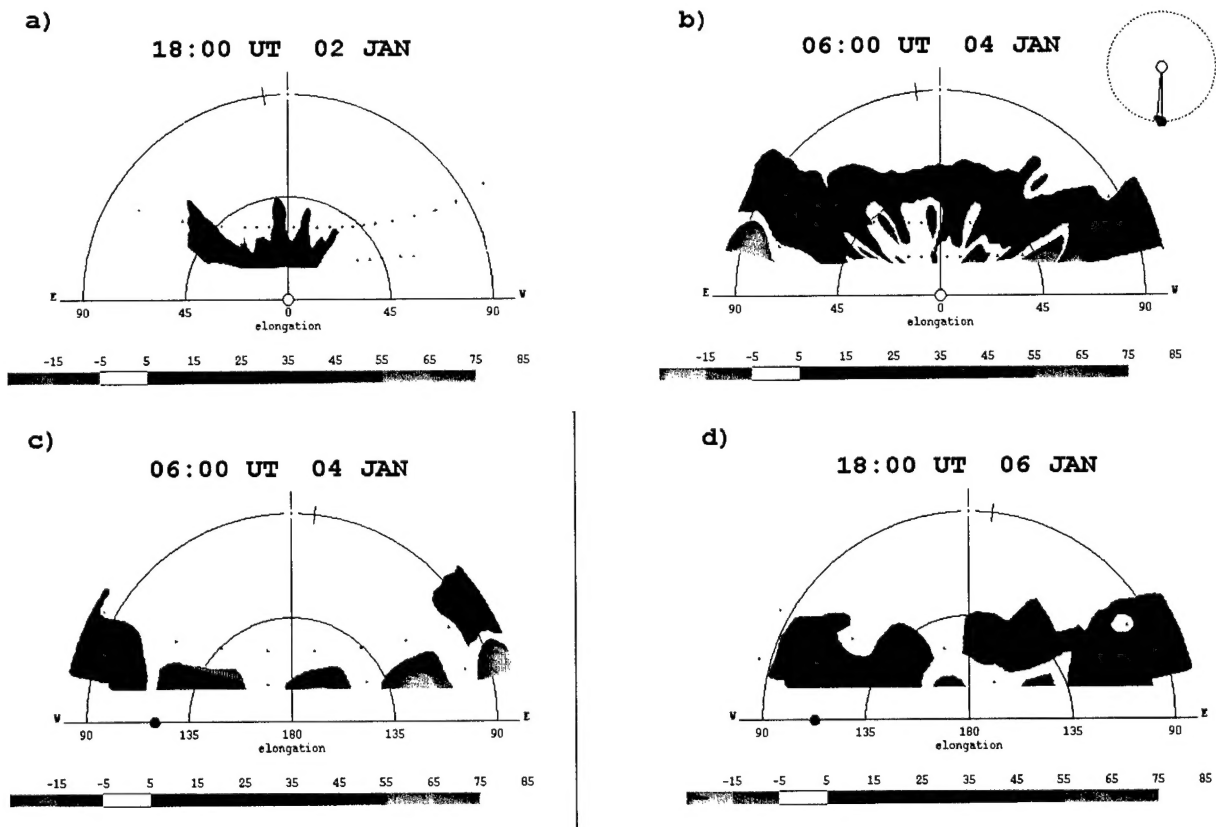 a)
18:00 UT 02 JAN
E W
90 45 0 45 90
elongation
-15 -5 5 15 25 35 45 55 65 75 85
b)
06:00 UT 04 JAN
E W
90 45 0 45 90
elongation
-15 -5 5 15 25 35 45 55 65 75 85
c)
06:00 UT 04 JAN
W E
90 135 180 135 90
elongation
-15 -5 5 15 25 35 45 55 65 75 85
d)
18:00 UT 06 JAN
W E
90 135 180 135 90
elongation
-15 -5 5 15 25 35 45 55 65 75 85